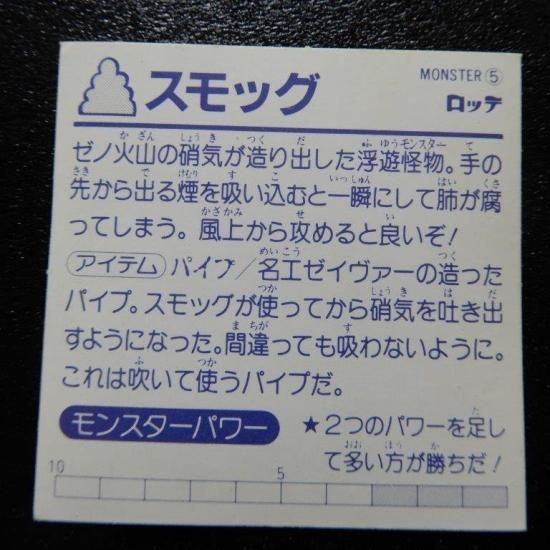 スモッグ
MONSTER⑤
ロッテ
ゼノ火山の硝気が造り出した浮遊怪物。手の
先から出る煙を吸い込むと一瞬にして肺が腐
ってしまう。風上から攻めると良いぞ!
アイテム パイプ/名工ゼイヴァーの造った
パイプ。スモッグが使ってから硝気を吐き出
すようになった。間違っても吸わないように。
これは吹いて使うパイプだ。
モンスターパワー
★2つのパワーを足し
て多い方が勝ちだ!
10 5